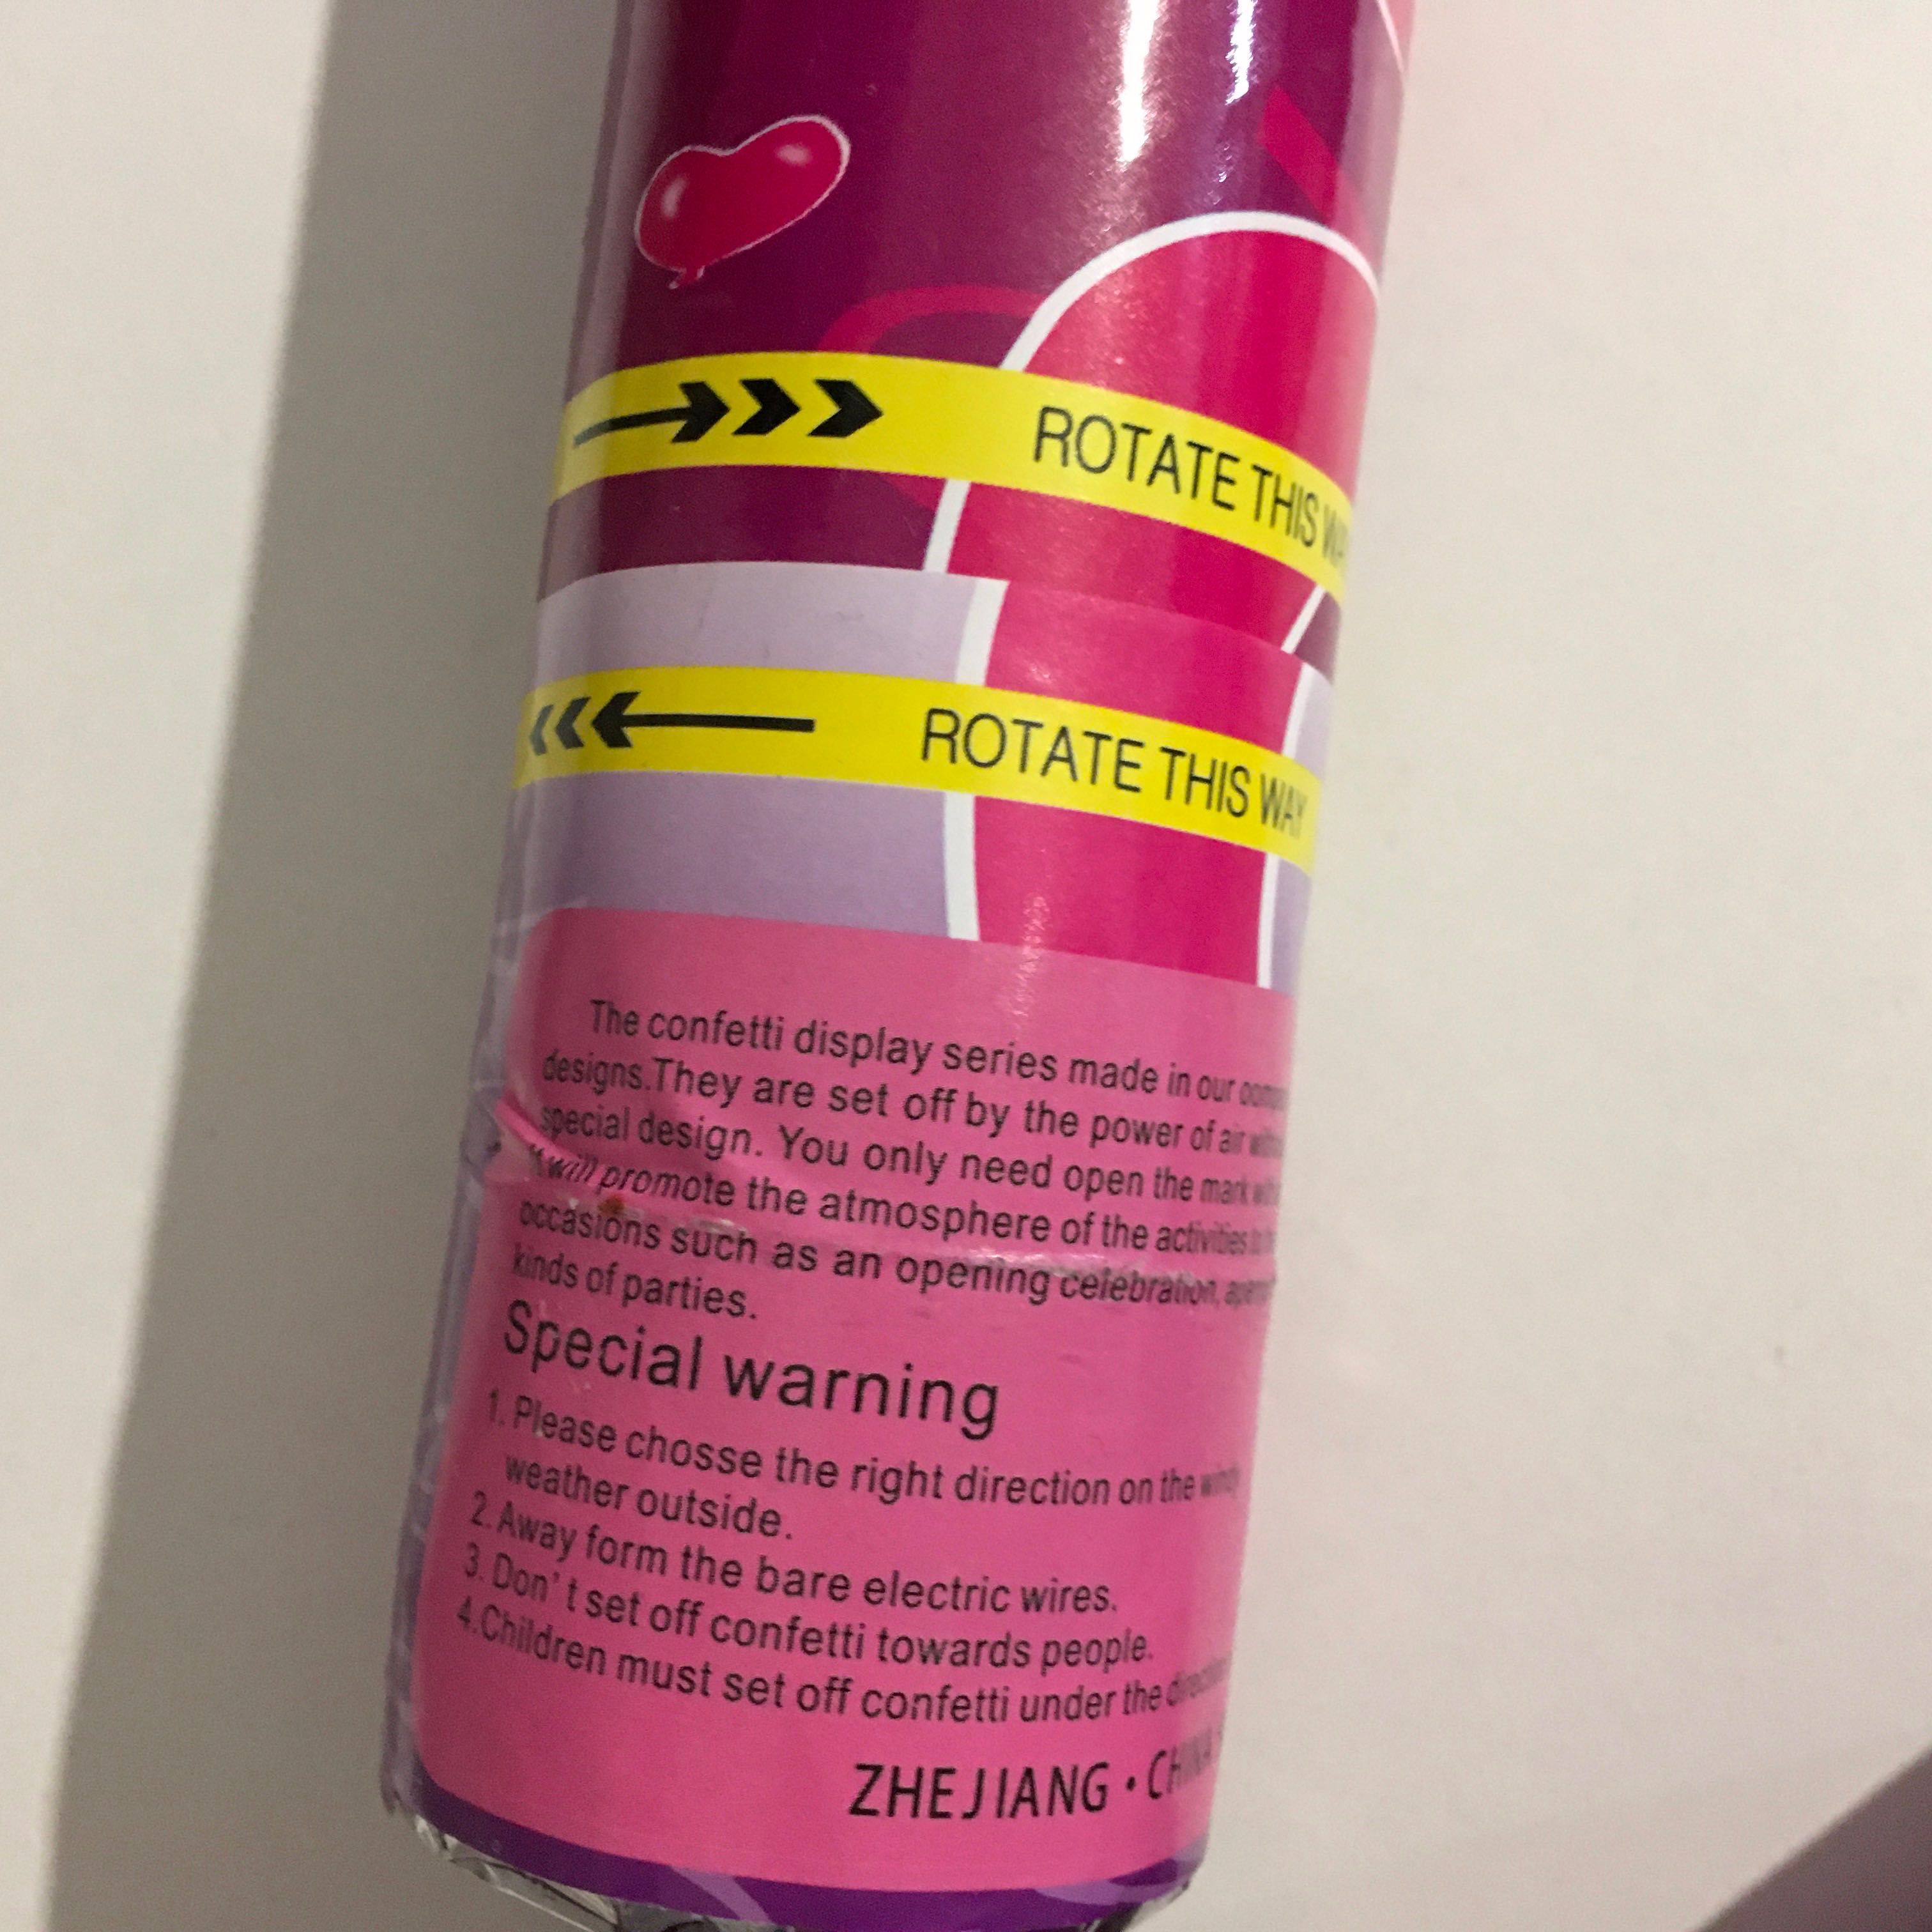 ROTATE THIS WAY
ROTATE THIS WAY
The confetti display series made in our
designs.They are set off by the power of air
special design. You only need open the mark
It will promote the atmosphere of the activities
occasions such as an opening celebration,
kinds of parties.
Special warning
1. Please chosse the right direction on the windy
weather outside.
2. Away form the bare electric wires.
3. Don't set off confetti towards people.
4.Children must set off confetti under the
ZHEJIANG · CHINA